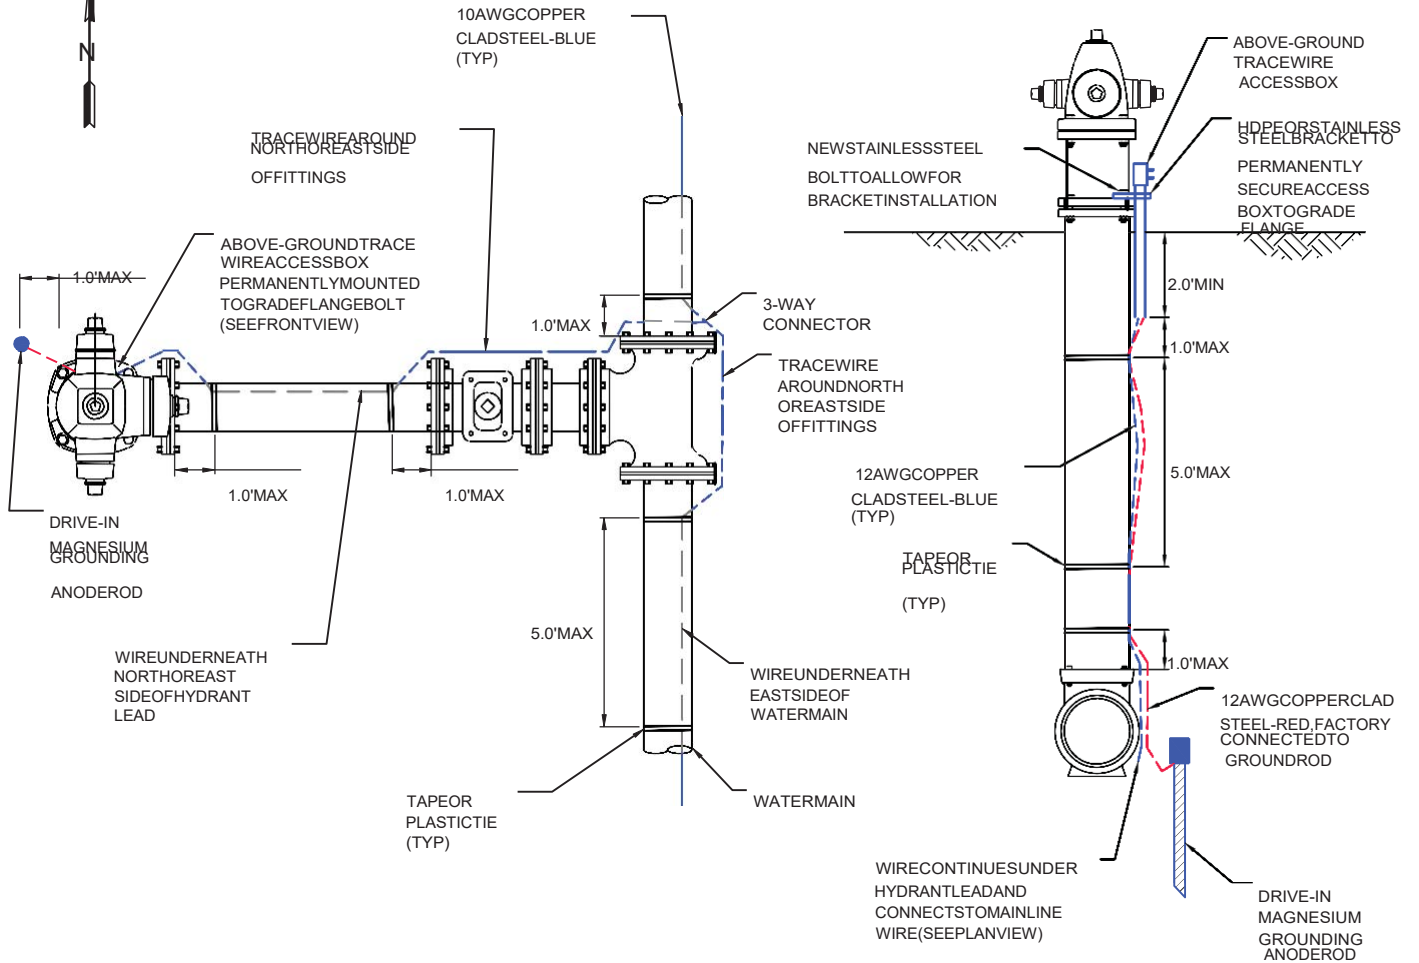 N
10AWGCOPPER
CLADSTEEL-BLUE
(TYP)
TRACEWIREAROUND
NORTHOREASTSIDE
OFFITTINGS
ABOVE-GROUNDTRACE
WIREACCESSBOX
PERMANENTLYMOUNTED
TOGRADEFLANGEBOLT
(SEEFRONTVIEW)
1.0'MAX
1.0'MAX
3-WAY
CONNECTOR
TRACEWIRE
AROUNDNORTH
OREASTSIDE
OFFITTINGS
1.0'MAX
1.0'MAX
DRIVE-IN
MAGNESIUM
GROUNDING
ANODEROD
WIREUNDERNEATH
NORTHOREAST
SIDEOFHYDRANT
LEAD
5.0'MAX
WIREUNDERNEATH
EASTSIDEOF
WATERMAIN
TAPEOR
PLASTICTIE
(TYP)
WATERMAIN
ABOVE-GROUND
TRACEWIRE
ACCESSBOX
HDPEORSTAINLESS
STEELBRACKETTO
PERMANENTLY
SECUREACCESS
BOXTOGRADE
FLANGE
NEWSTAINLESSSTEEL
BOLTTOALLOWFOR
BRACKETINSTALLATION
2.0'MIN
1.0'MAX
5.0'MAX
12AWGCOPPER
CLADSTEEL-BLUE
(TYP)
TAPEOR
PLASTICTIE
(TYP)
1.0'MAX
12AWGCOPPERCLAD
STEEL-RED,FACTORY
CONNECTEDTO
GROUNDROD
WIRECONTINUESUNDER
HYDRANTLEADAND
CONNECTSTOMAINLINE
WIRE(SEEPLANVIEW)
DRIVE-IN
MAGNESIUM
GROUNDING
ANODEROD